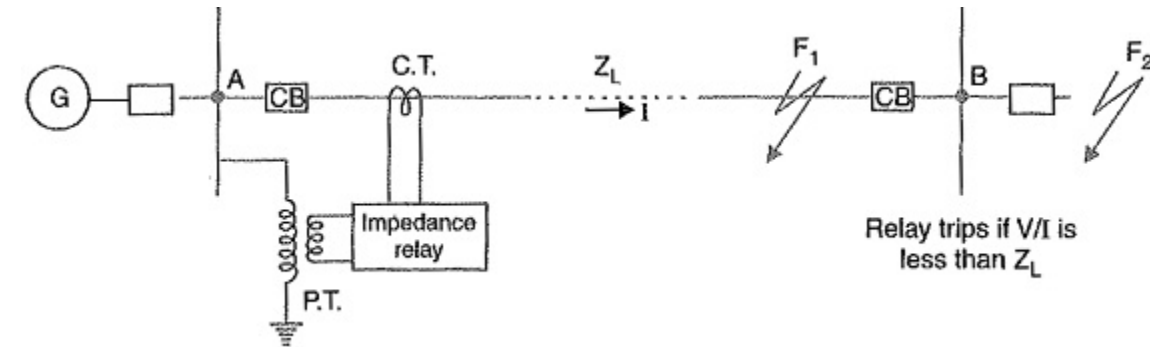 G
A
CB
C.T.
Z_L
I
F₁
CB
B
F₂
Impedance
relay
P.T.
Relay trips if V/I is
less than Z_L